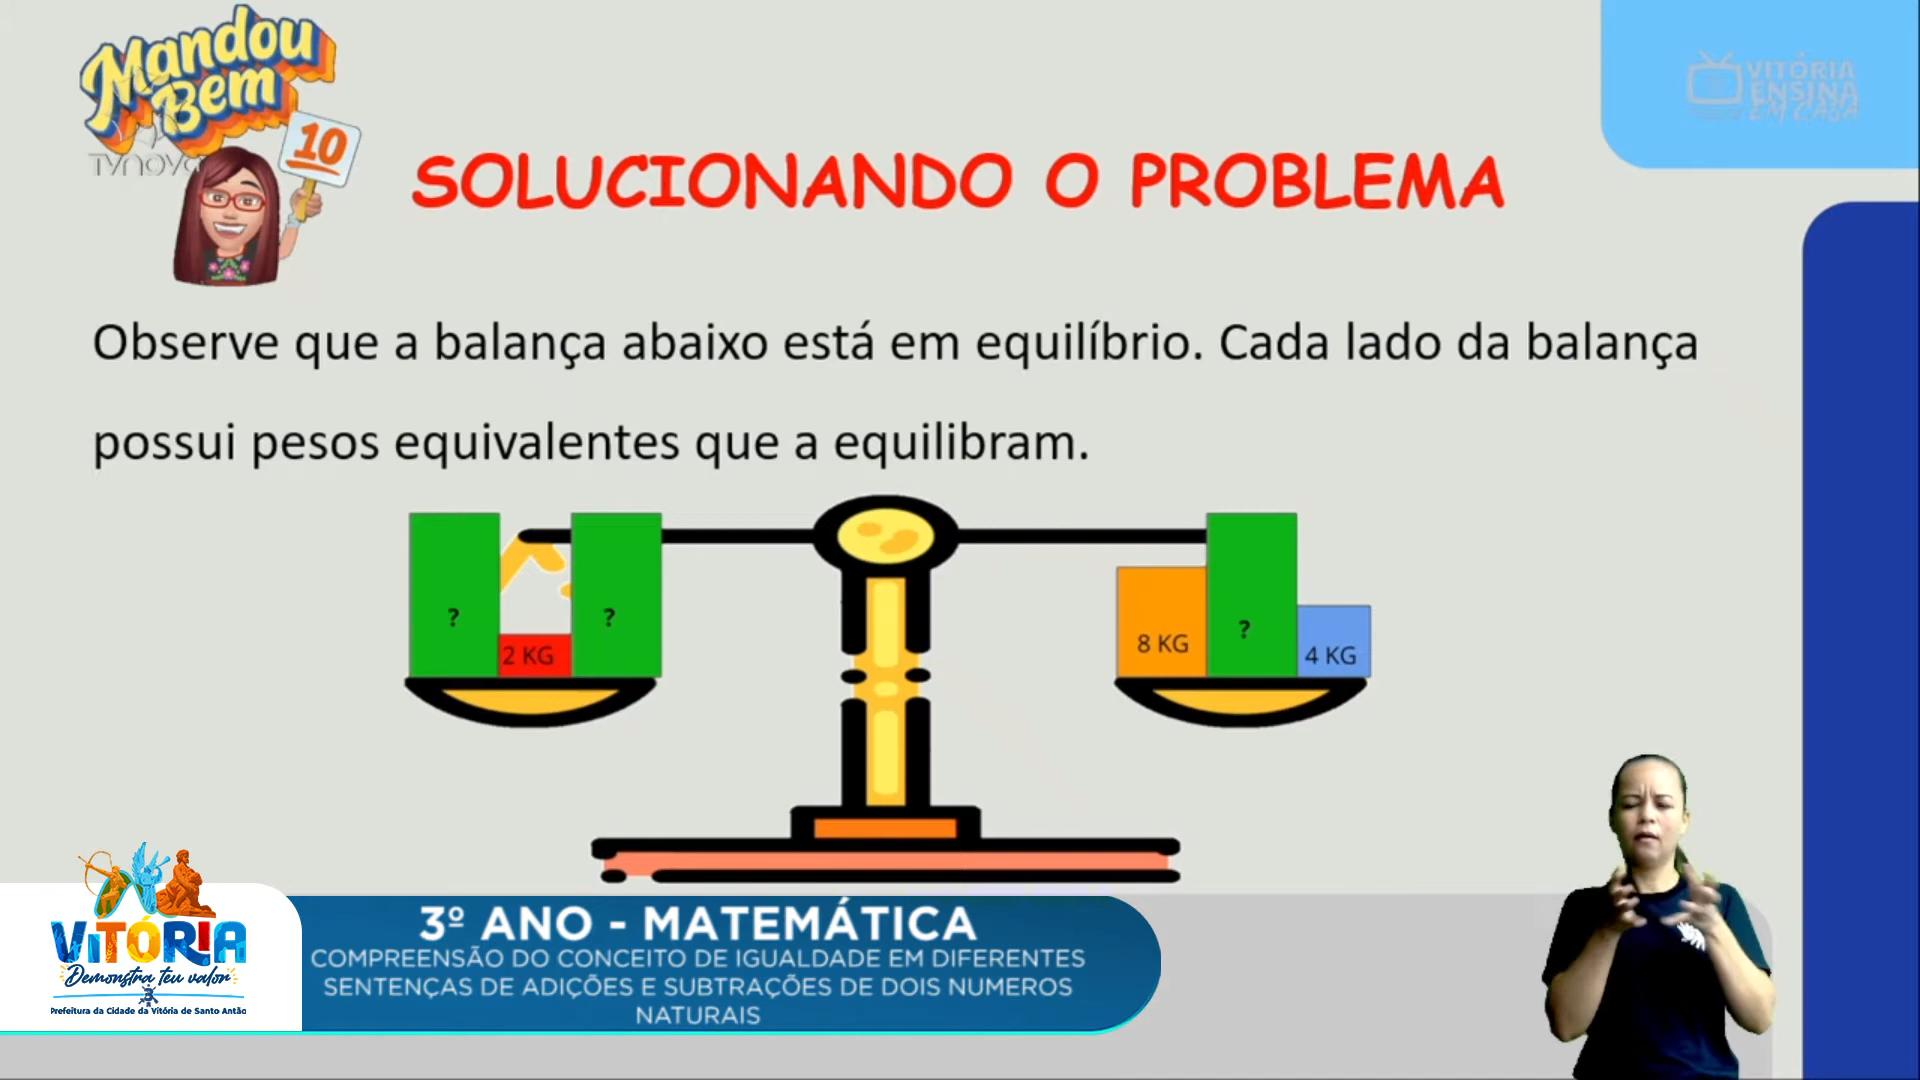 Mandou
Bem
10
TVNOVA
VITÓRIA
ENSINA
EM CASA
SOLUCIONANDO O PROBLEMA
Observe que a balança abaixo está em equilíbrio. Cada lado da balança
possui pesos equivalentes que a equilibram.
? 2 KG ?
8 KG ? 4 KG
VITÓRIA
Demonstra teu valor
Prefeitura da Cidade da Vitória de Santo Antão
3º ANO - MATEMÁTICA
COMPREENSÃO DO CONCEITO DE IGUALDADE EM DIFERENTES
SENTENÇAS DE ADIÇÕES E SUBTRAÇÕES DE DOIS NUMEROS
NATURAIS